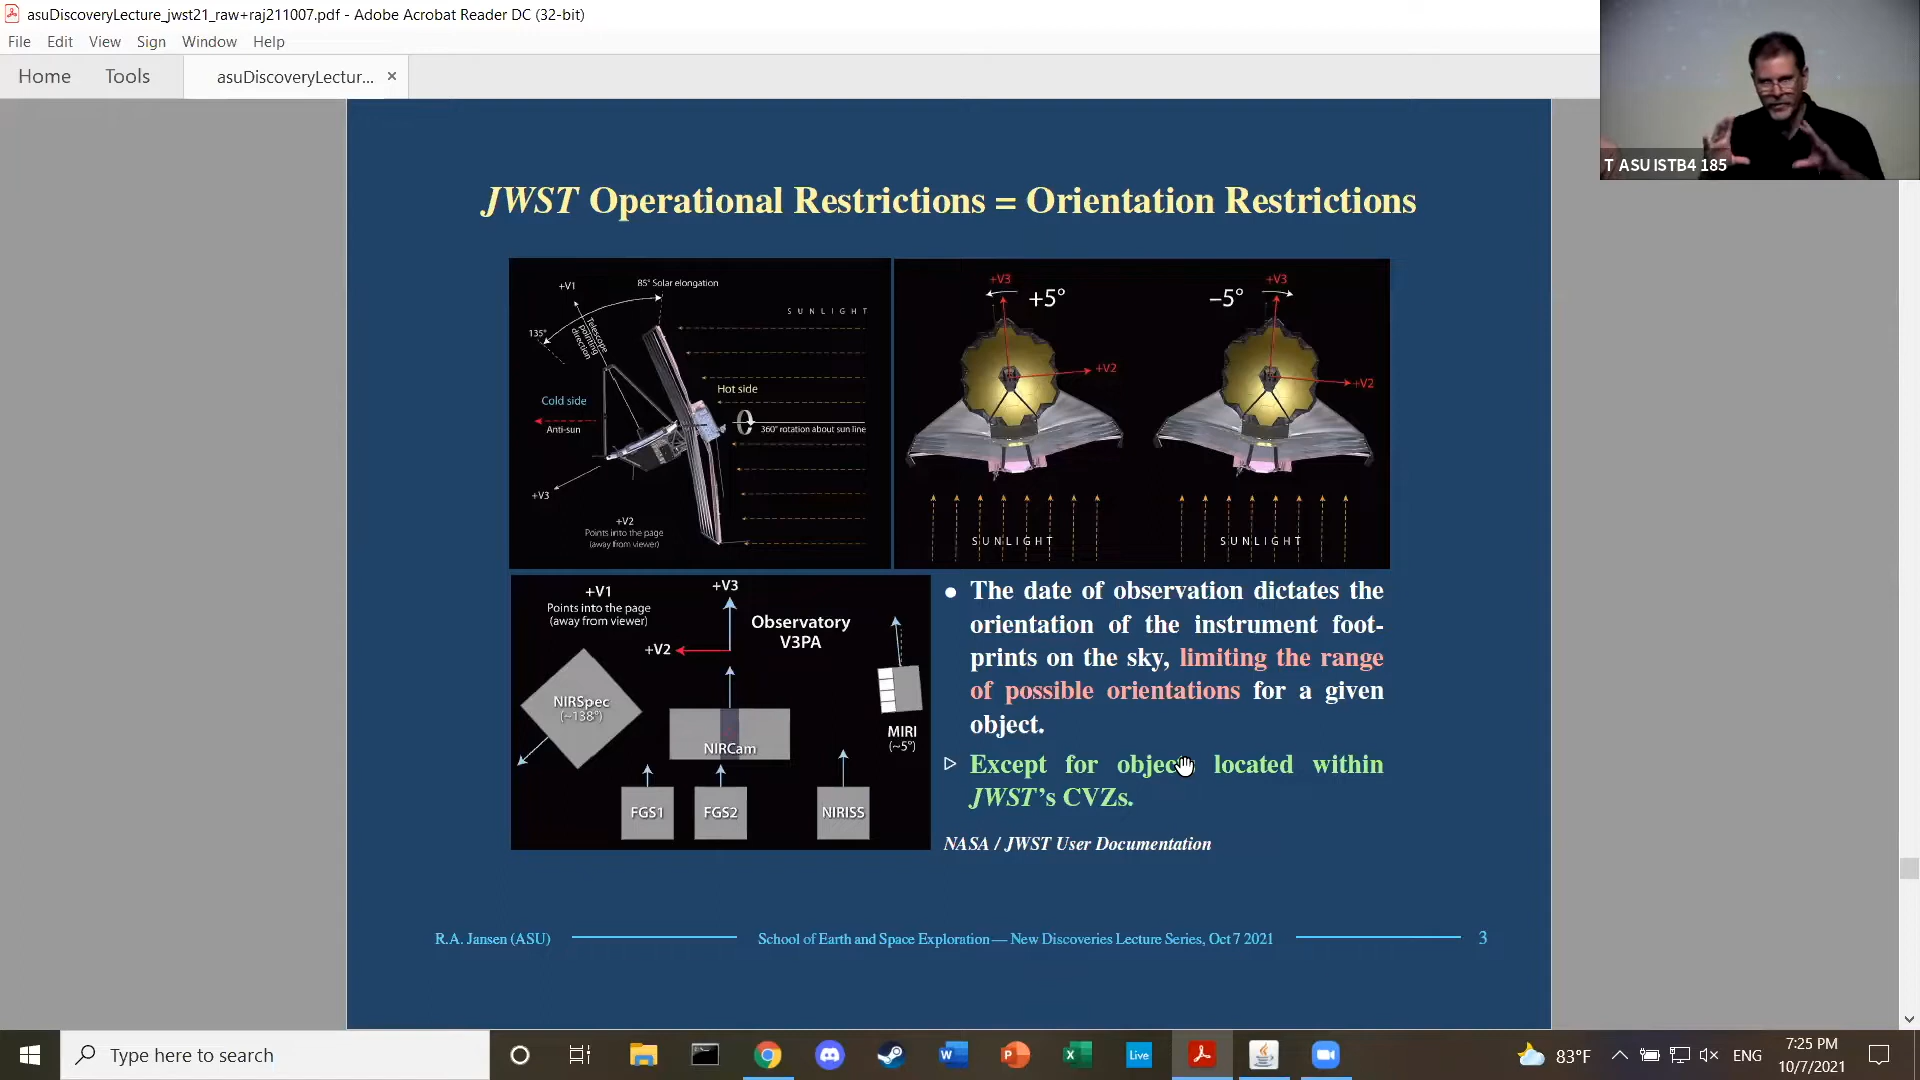 asuDiscoveryLecture_jwst21_raw+raj211007.pdf - Adobe Acrobat Reader DC (32-bit)
File Edit View Sign Window Help
Home Tools asuDiscoveryLectur... ×
T ASU ISTB4 185
JWST Operational Restrictions = Orientation Restrictions
+V1
85° Solar elongation
SUNLIGHT
135°
Telescope
pointing
direction
Hot side
Cold side
Anti-sun
360° rotation about sun line
+V3
+V2
Points into the page
(away from viewer)
+V3
+5°
+V2
SUNLIGHT
–5°
+V3
+V2
SUNLIGHT
+V1
Points into the page
(away from viewer)
+V3
+V2
Observatory
V3PA
NIRSpec
(~138°)
NIRCam
MIRI
(~5°)
FGS1
FGS2
NIRISS
● The date of observation dictates the
orientation of the instrument foot-
prints on the sky, limiting the range
of possible orientations for a given
object.
▷ Except for objects located within
JWST's CVZs.
NASA / JWST User Documentation
R.A. Jansen (ASU) School of Earth and Space Exploration — New Discoveries Lecture Series, Oct 7 2021 3
Type here to search
Live
83°F
ENG
7:25 PM
10/7/2021